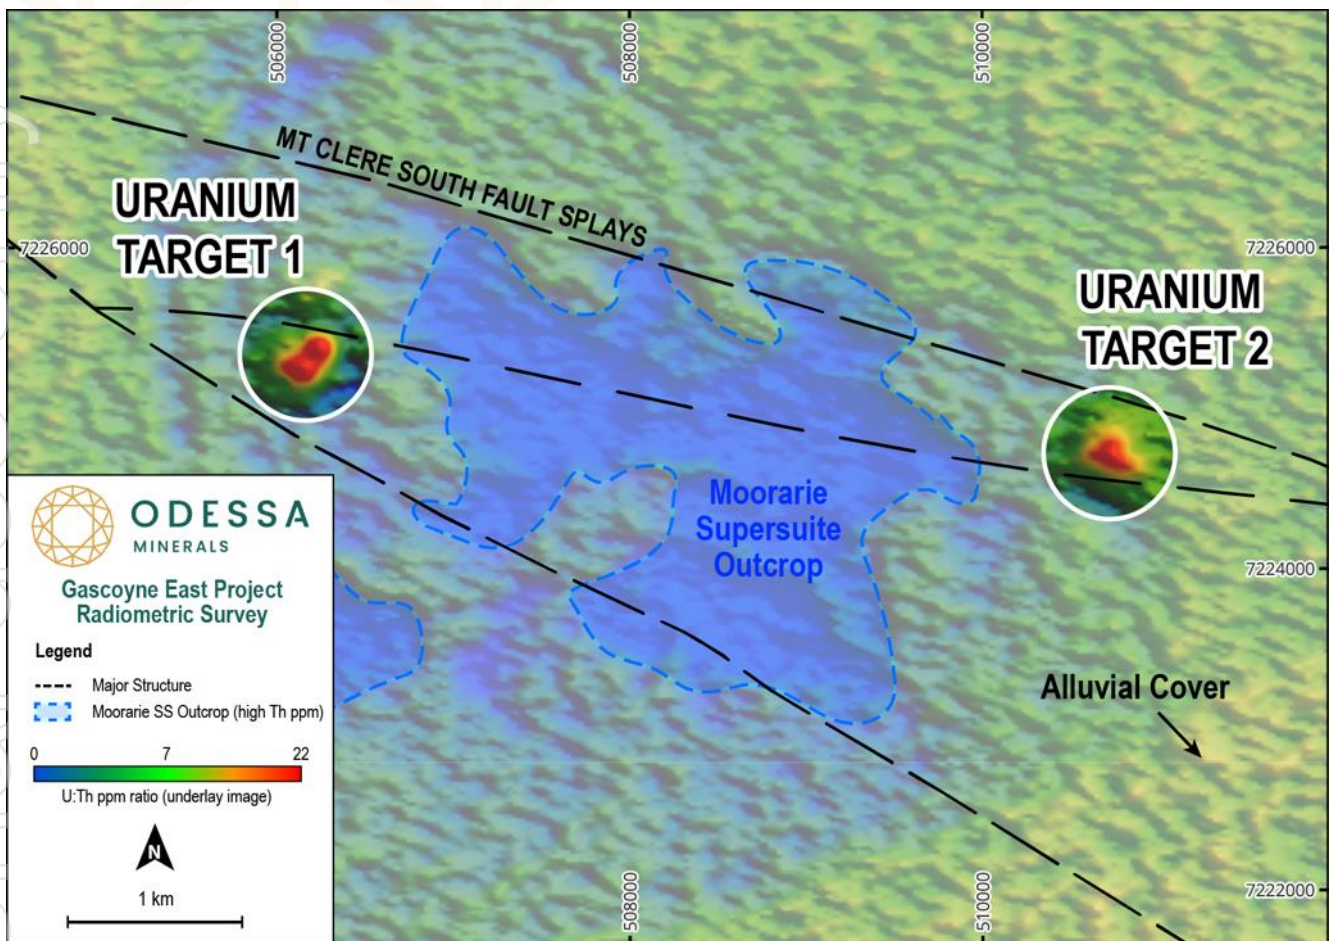 506000
508000
510000
MT CLERE SOUTH FAULT SPLAYS
URANIUM
TARGET 1
7226000
7226000
URANIUM
TARGET 2
Moorarie
Supersuite
Outcrop
7224000
Alluvial Cover
ODESSA
MINERALS
Gascoyne East Project
Radiometric Survey
Legend
Major Structure
Moorarie SS Outcrop (high Th ppm)
0 7 22
U:Th ppm ratio (underlay image)
N
1 km
508000
510000
7222000